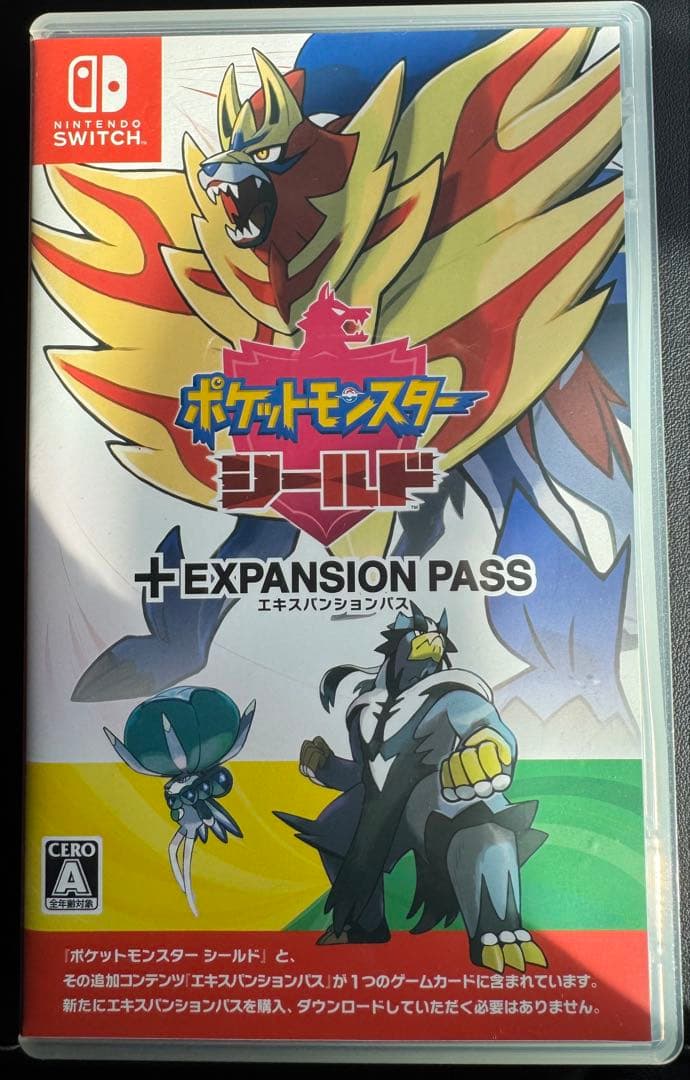 NINTENDO
SWITCH™
ポケットモンスター
シールド™
+EXPANSION PASS
エキスパンションパス
CERO
A
全年齢対象
『ポケットモンスター シールド』と、
その追加コンテンツ『エキスパンションパス』が1つのゲームカードに含まれています。
新たにエキスパンションパスを購入、ダウンロードしていただく必要はありません。